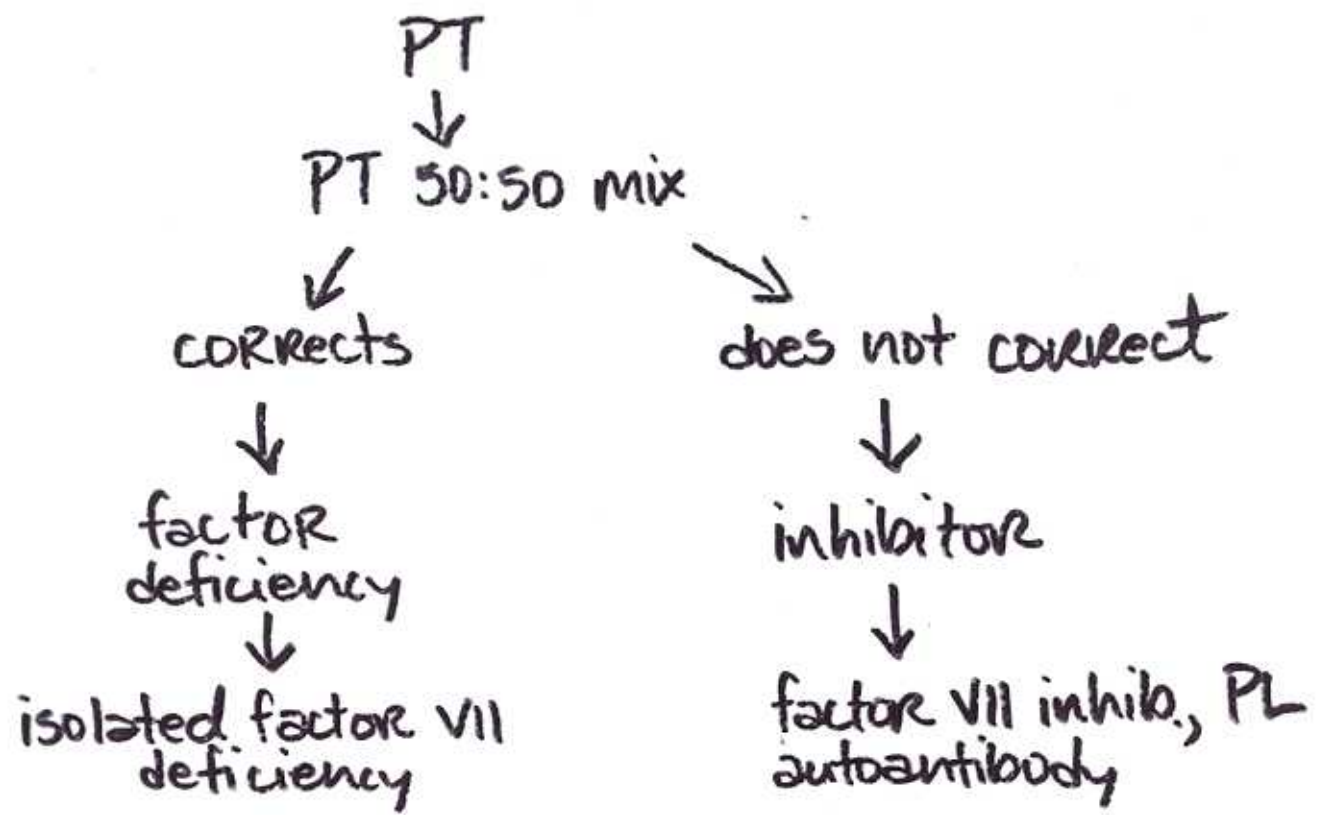 PT
PT 50:50 mix
corrects
does not correct
factor
deficiency
inhibitor
isolated factor VII
deficiency
factor VII inhib., PL
autoantibody